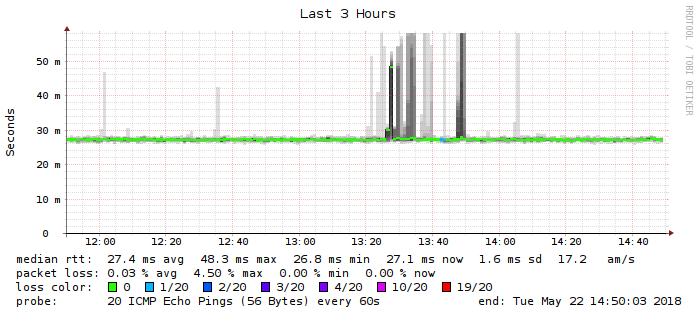 Last 3 Hours
RRDTOOL / TOBI OETIKER
Seconds
50 m
40 m
30 m
20 m
10 m
0
12:00 12:20 12:40 13:00 13:20 13:40 14:00 14:20 14:40
median rtt: 27.4 ms avg 48.3 ms max 26.8 ms min 27.1 ms now 1.6 ms sd 17.2 am/s
packet loss: 0.03 % avg 4.50 % max 0.00 % min 0.00 % now
loss color: 0 1/20 2/20 3/20 4/20 10/20 19/20
probe: 20 ICMP Echo Pings (56 Bytes) every 60s end: Tue May 22 14:50:03 2018